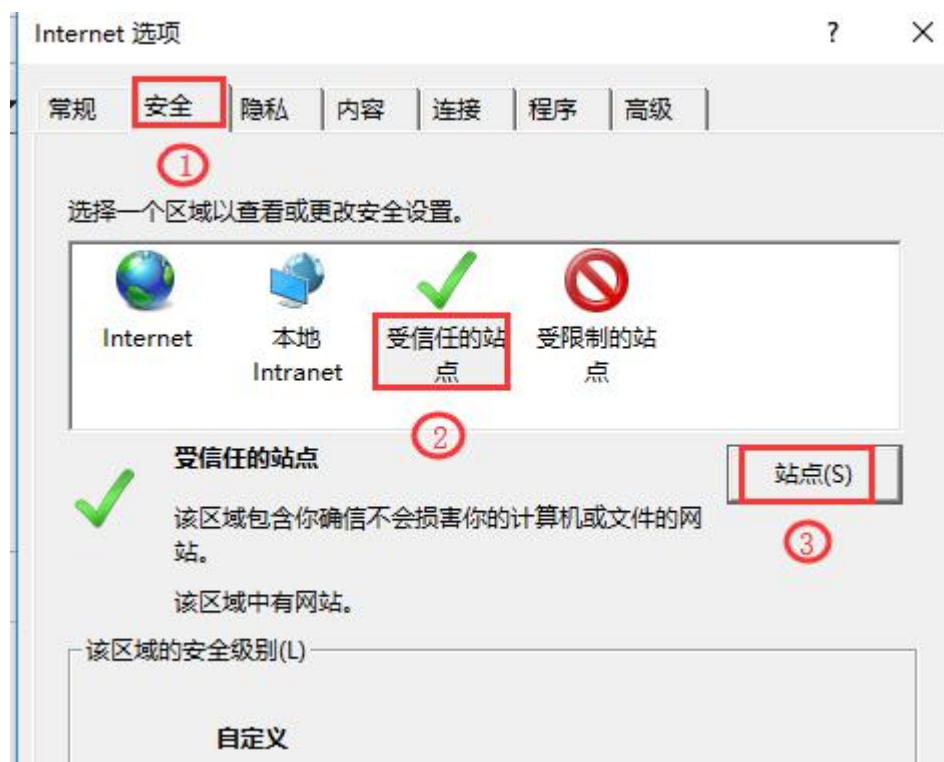 Internet 选项
? ×
常规 安全 隐私 内容 连接 程序 高级
①
选择一个区域以查看或更改安全设置。
Internet
本地
Intranet
受信任的站
点
受限制的站
点
②
受信任的站点
站点(S)
该区域包含你确信不会损害你的计算机或文件的网
站。
③
该区域中有网站。
该区域的安全级别(L)
自定义